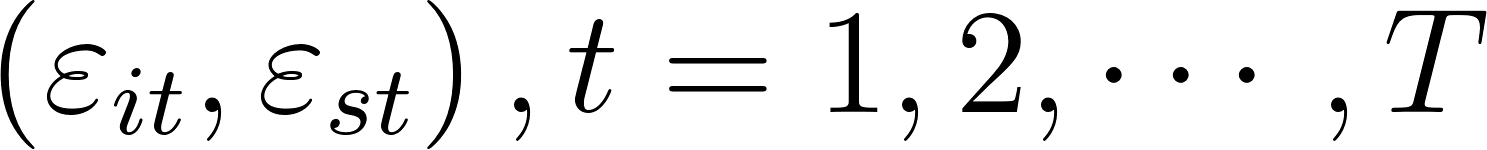 (ε_{it}, ε_{st}), t = 1, 2, ⋯ , T